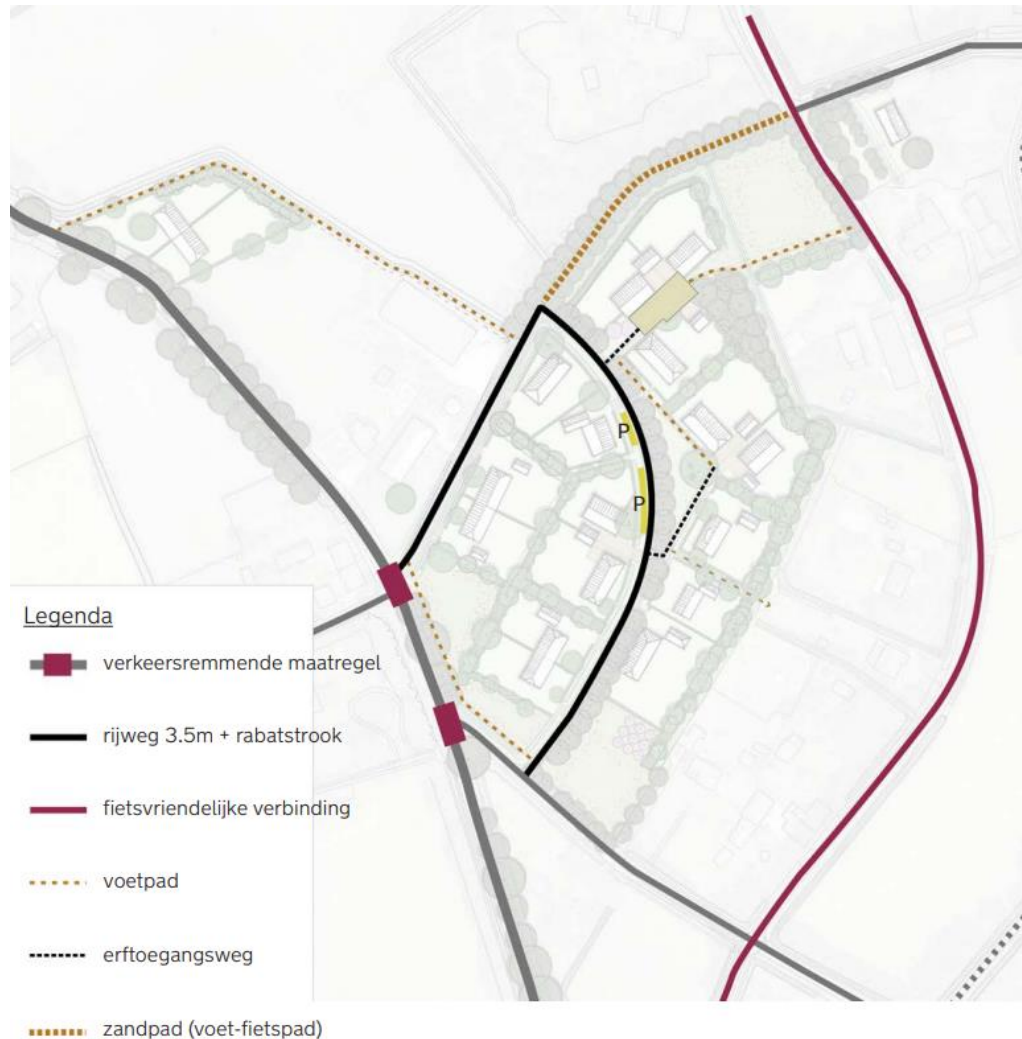 P
P
Legenda
verkeersremmende maatregel
rijweg 3.5m + rabatstrook
fietsvriendelijke verbinding
voetpad
erftoegangsweg
zandpad (voet-fietspad)